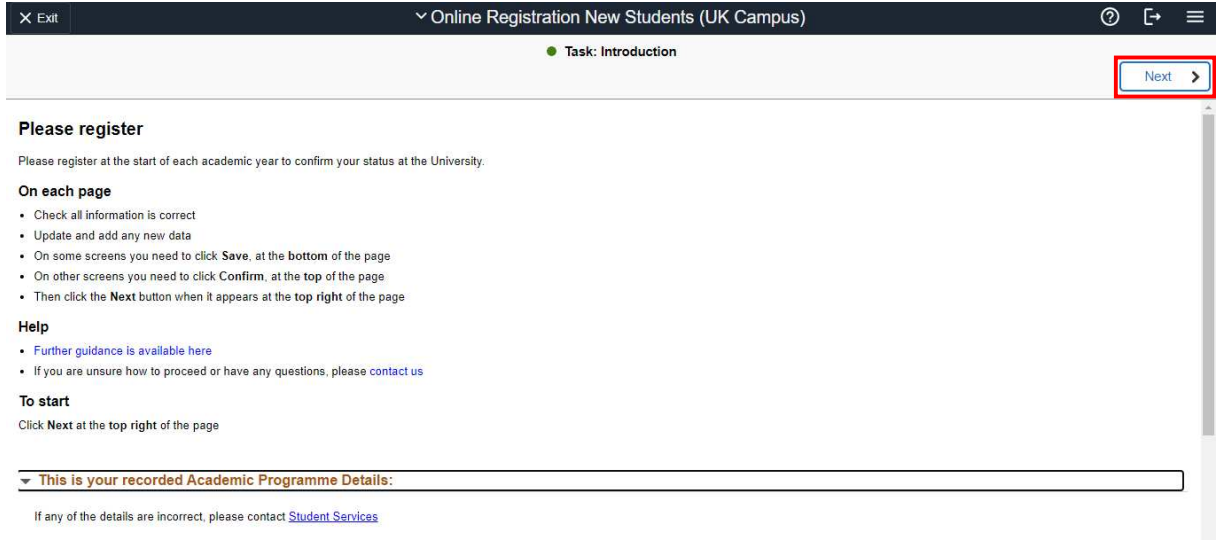 Exit
Online Registration New Students (UK Campus)
Task: Introduction
Next
Please register
Please register at the start of each academic year to confirm your status at the University.
On each page
Check all information is correct
Update and add any new data
On some screens you need to click Save, at the bottom of the page
On other screens you need to click Confirm, at the top of the page
Then click the Next button when it appears at the top right of the page
Help
Further guidance is available here
If you are unsure how to proceed or have any questions, please contact us
To start
Click Next at the top right of the page
This is your recorded Academic Programme Details:
If any of the details are incorrect, please contact Student Services